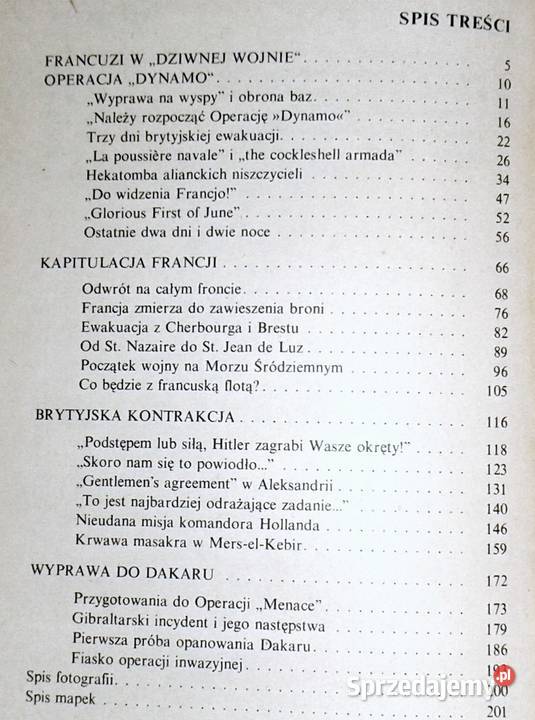 SPIS TREŚCI
FRANCUZI W „DZIWNEJ WOJNIE" . . . . . . . . . . . 5
OPERACJA „DYNAMO" . . . . . . . . . . . . . . . . 10
„Wyprawa na wyspy" i obrona baz . . . . . . . . . . 11
„Należy rozpocząć Operację »Dynamo«" . . . . . . . . 16
Trzy dni brytyjskiej ewakuacji . . . . . . . . . . . 22
„La poussière navale" i „the cockleshell armada" . . . . . 26
Hekatomba alianckich niszczycieli . . . . . . . . . . 34
„Do widzenia Francjo!" . . . . . . . . . . . . . 47
„Glorious First of June" . . . . . . . . . . . . . 52
Ostatnie dwa dni i dwie noce . . . . . . . . . . . 56
KAPITULACJA FRANCJI . . . . . . . . . . . . . . . 66
Odwrót na całym froncie . . . . . . . . . . . . . 68
Francja zmierza do zawieszenia broni . . . . . . . . . 76
Ewakuacja z Cherbourga i Brestu . . . . . . . . . . 82
Od St. Nazaire do St. Jean de Luz . . . . . . . . . . 89
Początek wojny na Morzu Śródziemnym . . . . . . . . 96
Co będzie z francuską flotą? . . . . . . . . . . . . 105
BRYTYJSKA KONTRAKCJA . . . . . . . . . . . . . . 116
„Podstępem lub siłą, Hitler zagrabi Wasze okręty!" . . . . 118
„Skoro nam się to powiodło..." . . . . . . . . . . . 123
„Gentlemen's agreement" w Aleksandrii . . . . . . . . 131
„To jest najbardziej odrażające zadanie..." . . . . . . . 140
Nieudana misja komandora Hollanda . . . . . . . . . 146
Krwawa masakra w Mers-el-Kebir . . . . . . . . . . 159
WYPRAWA DO DAKARU . . . . . . . . . . . . . . . 172
Przygotowania do Operacji „Menace" . . . . . . . . . 173
Gibraltarski incydent i jego następstwa . . . . . . . . 179
Pierwsza próba opanowania Dakaru . . . . . . . . . . 186
Fiasko operacji inwazyjnej . . . . . . . . . . . .
Spis fotografii . . . . . . . . . . . . . . . . .
Spis mapek . . . . . . . . . . . . . . . . . . 201
Sprzedajemy.pl